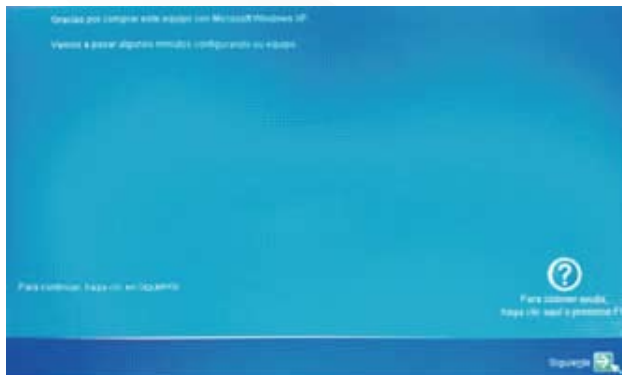 Gracias por comprar este equipo con Microsoft Windows XP.
Vamos a pasar algunos minutos configurando su equipo.
Para continuar, haga clic en Siguiente.
Para obtener ayuda,
haga clic aquí o presione F1
Siguiente